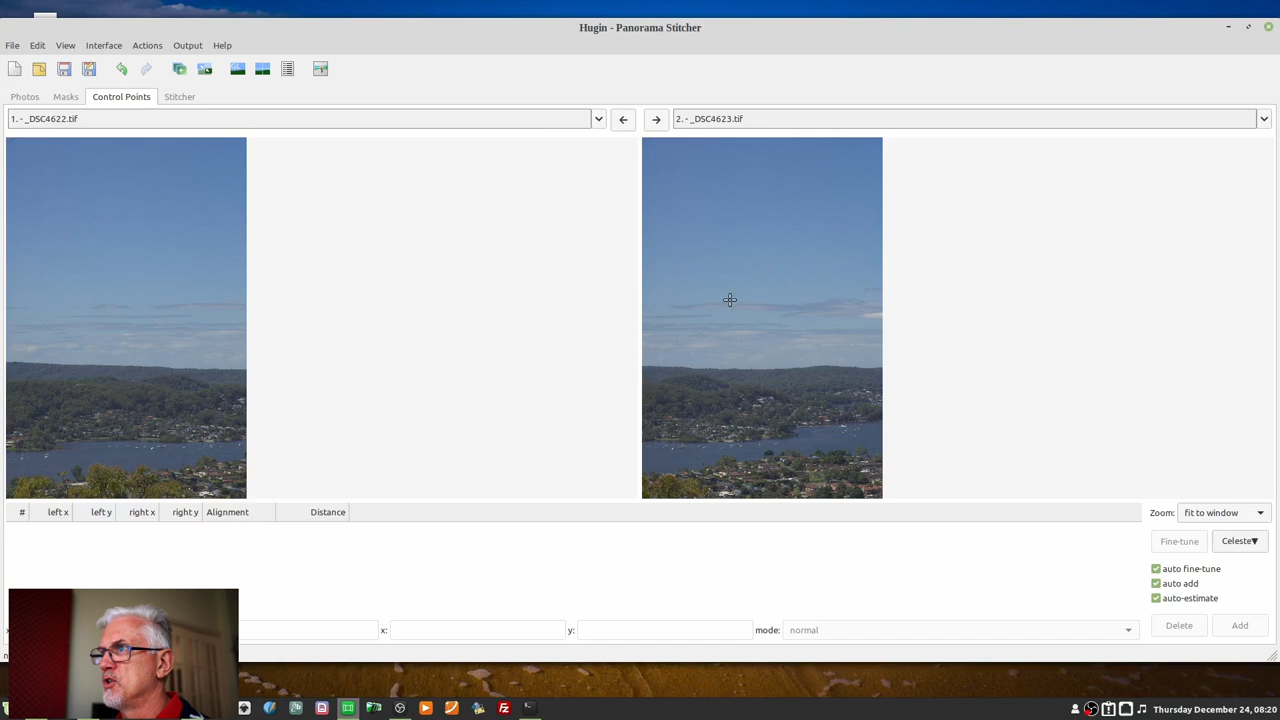 Hugin - Panorama Stitcher
File Edit View Interface Actions Output Help
Photos Masks Control Points Stitcher
1. - _DSC4622.tif 2. - _DSC4623.tif
# left x left y right x right y Alignment Distance
Zoom: fit to window
Fine-tune Celeste
auto fine-tune
auto add
auto-estimate
x: y: mode: normal Delete Add
Thursday December 24, 08:20